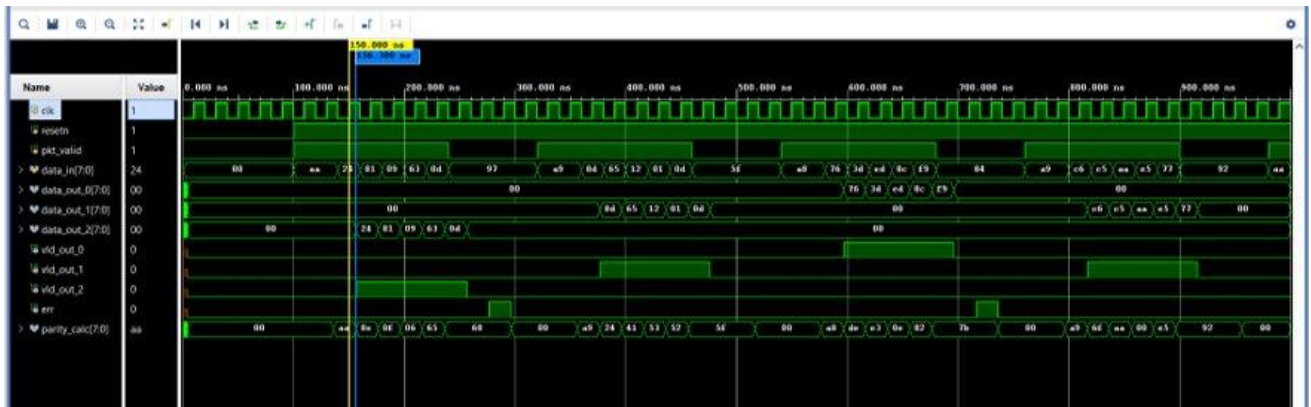 150.000 ns
156.300 ns
Name Value 0.000 ns 100.000 ns 200.000 ns 300.000 ns 400.000 ns 500.000 ns 600.000 ns 700.000 ns 800.000 ns 900.000 ns
clk 1
resetn 1
pkt_valid 1
data_in[7:0] 24 00 aa 24 81 09 63 0d 97 a9 0d 65 12 01 0d 5f a8 76 3d ed 8c f9 84 a9 c6 c5 aa e5 77 92 aa
data_out_0[7:0] 00 00 76 3d ed 8c f9 00
data_out_1[7:0] 00 00 8d 65 12 01 0d 00 c6 c5 aa e5 77 00
data_out_2[7:0] 00 00 24 81 09 63 0d 00
vld_out_0 0
vld_out_1 0
vld_out_2 0
err 0
parity_calc[7:0] aa 00 aa 8e 0f 06 65 68 00 a9 24 41 53 52 5f 00 a8 de e3 0e 82 7b 00 a9 6f aa 00 e5 92 00